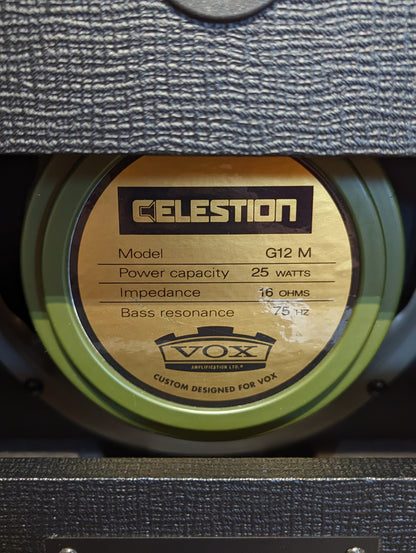 CELESTION
Model G12 M
Power capacity 25 WATTS
Impedance 16 OHMS
Bass resonance 75 HZ
VOX
AMPLIFICATION LTD.®
CUSTOM DESIGNED FOR VOX